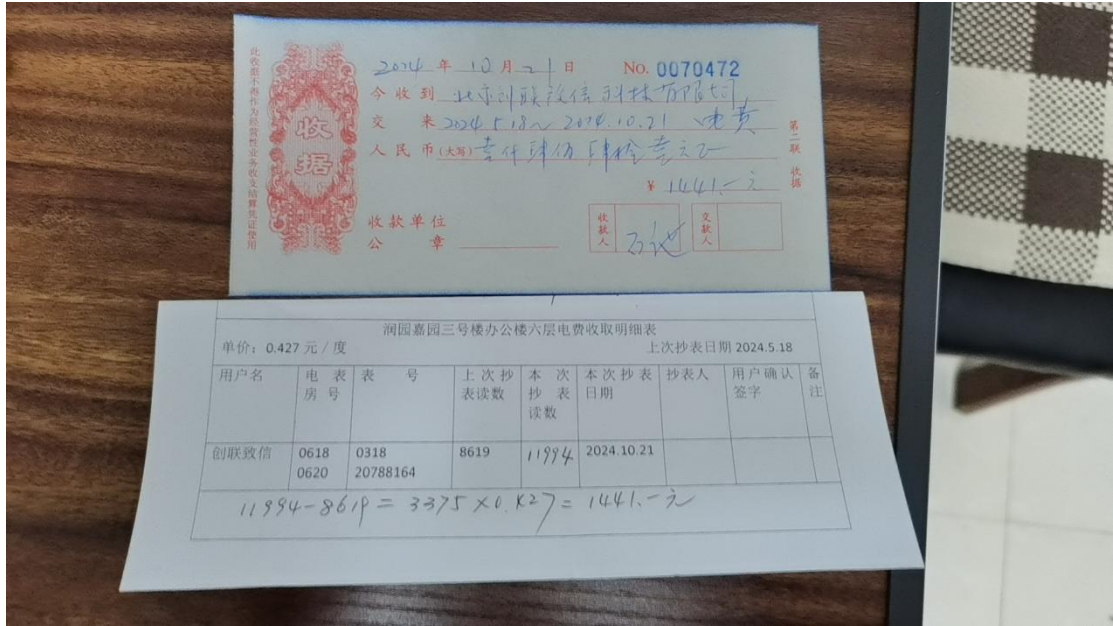 此收据不得作为经营性业务收支结算凭证使用
收据
2024 年 10 月 21 日 No. 0070472
今收到 北京创联致信科技有限公司
交来 2024.5.18~2024.10.21 电费
人民币(大写) 壹仟肆佰肆拾壹元正
¥ 1441.- 元
第二联 收据
收款单位
公章
收款人
交款人
润园嘉园三号楼办公楼六层电费收取明细表
单价：0.427 元 / 度 上次抄表日期 2024.5.18
用户名 电表房号 表号 上次抄表读数 本次抄表读数 本次抄表日期 抄表人 用户确认签字 备注
创联致信 0618 0318 8619 11994 2024.10.21
0620 20788164
11994-8619=3375×0.427=1441.-元